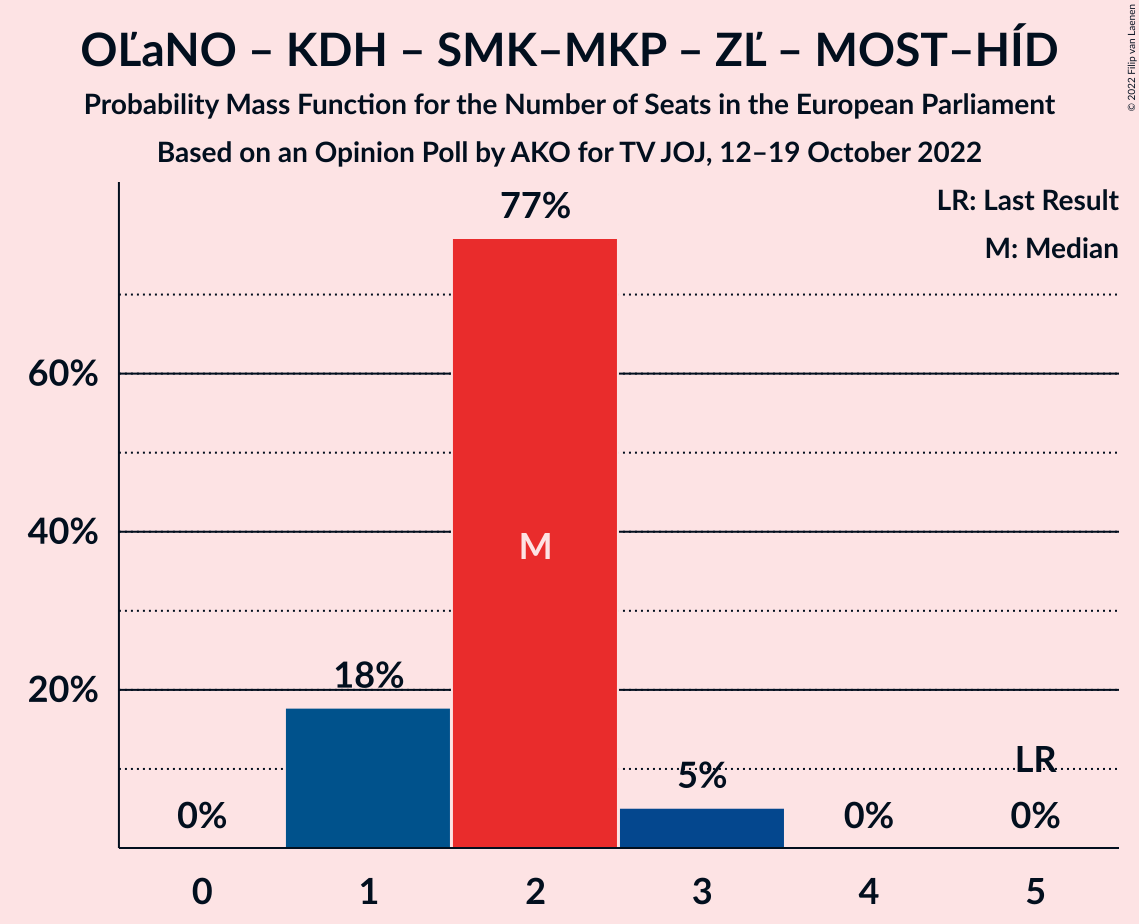 OĽaNO – KDH – SMK–MKP – ZĽ – MOST–HÍD
Probability Mass Function for the Number of Seats in the European Parliament
Based on an Opinion Poll by AKO for TV JOJ, 12–19 October 2022
© 2022 Filip van Laenen
LR: Last Result
M: Median
77%
60%
40%
M
20%
18%
5%
LR
0%
0%
0%
0 1 2 3 4 5